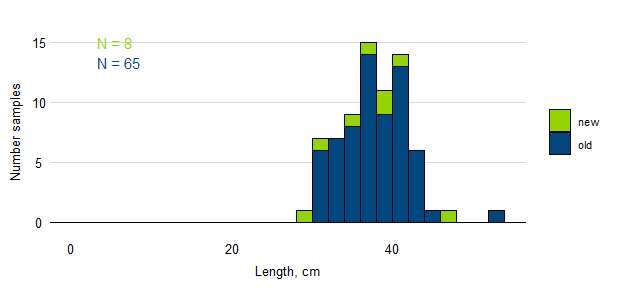 N = 8
N = 65
15
10
5
0
Number samples
0 20 40
Length, cm
new
old